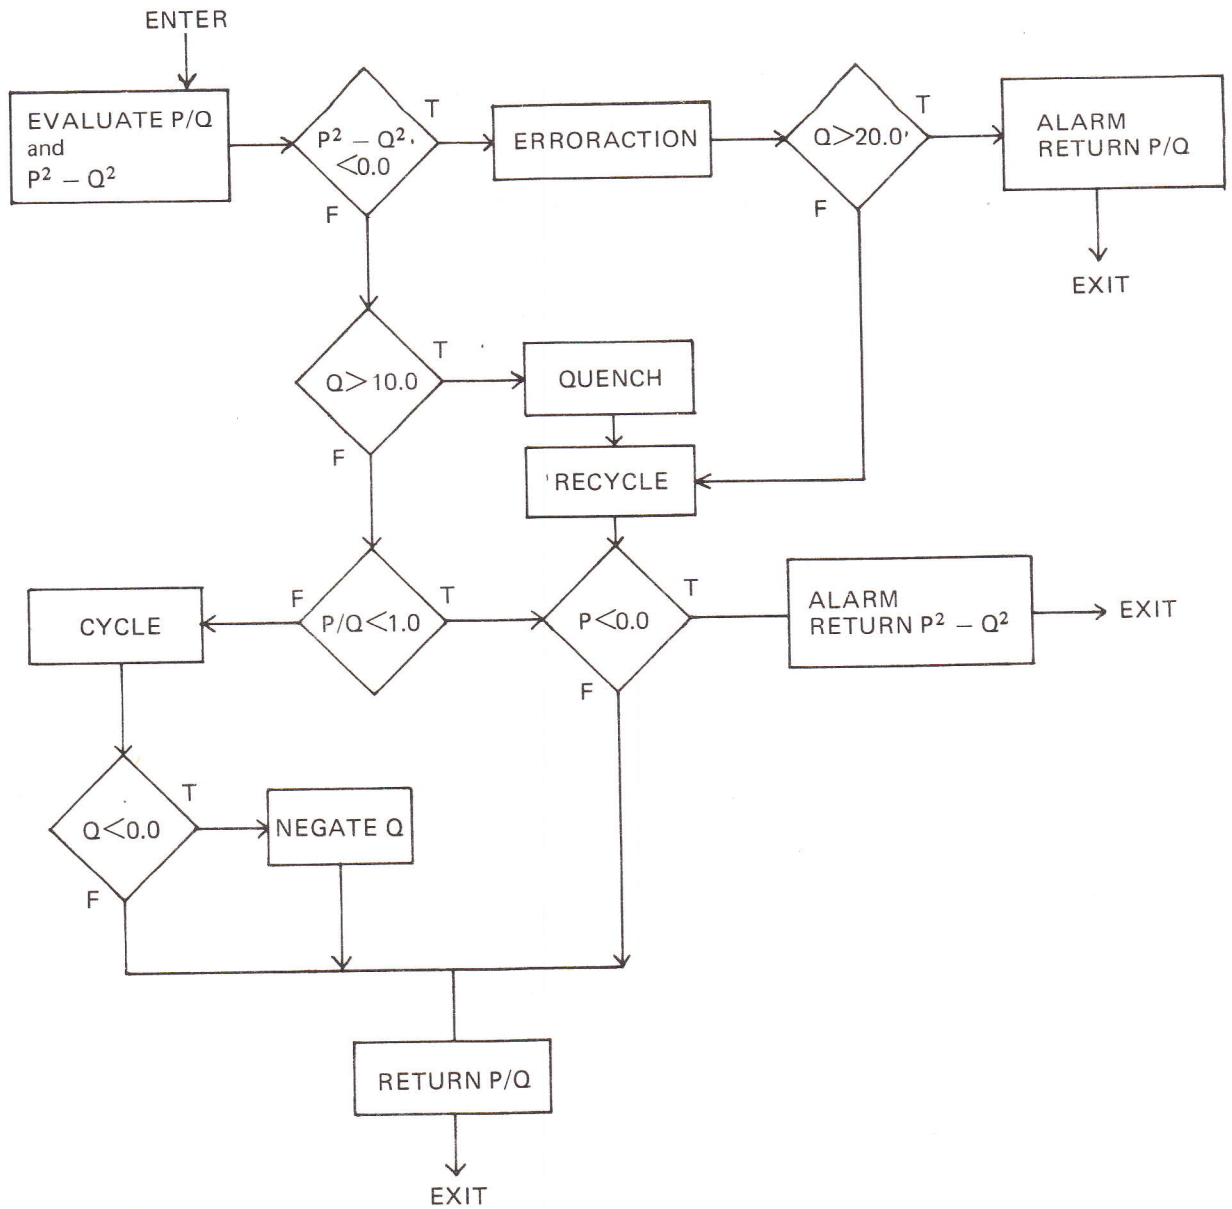 ENTER
EVALUATE P/Q
and
P² − Q²
P² − Q²
<0.0
T
F
ERRORACTION
Q>20.0
T
F
ALARM
RETURN P/Q
EXIT
Q>10.0
T
F
QUENCH
RECYCLE
P/Q<1.0
F
T
CYCLE
P<0.0
T
F
ALARM
RETURN P² − Q²
EXIT
Q<0.0
T
F
NEGATE Q
RETURN P/Q
EXIT